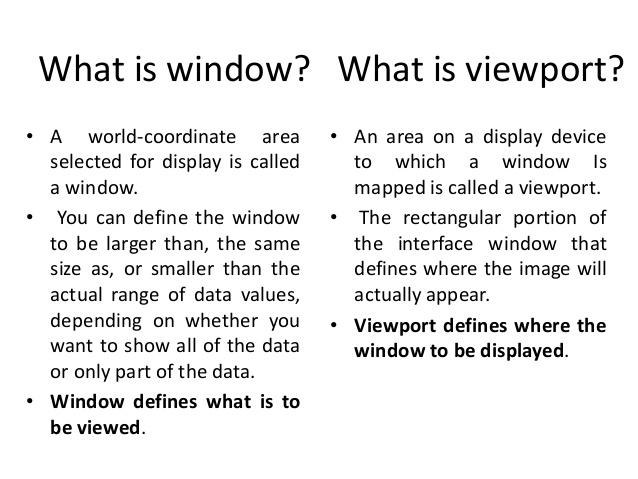 What is window?
• A world-coordinate area
selected for display is called
a window.
• You can define the window
to be larger than, the same
size as, or smaller than the
actual range of data values,
depending on whether you
want to show all of the data
or only part of the data.
• Window defines what is to
be viewed.
What is viewport?
• An area on a display device
to which a window Is
mapped is called a viewport.
• The rectangular portion of
the interface window that
defines where the image will
actually appear.
• Viewport defines where the
window to be displayed.